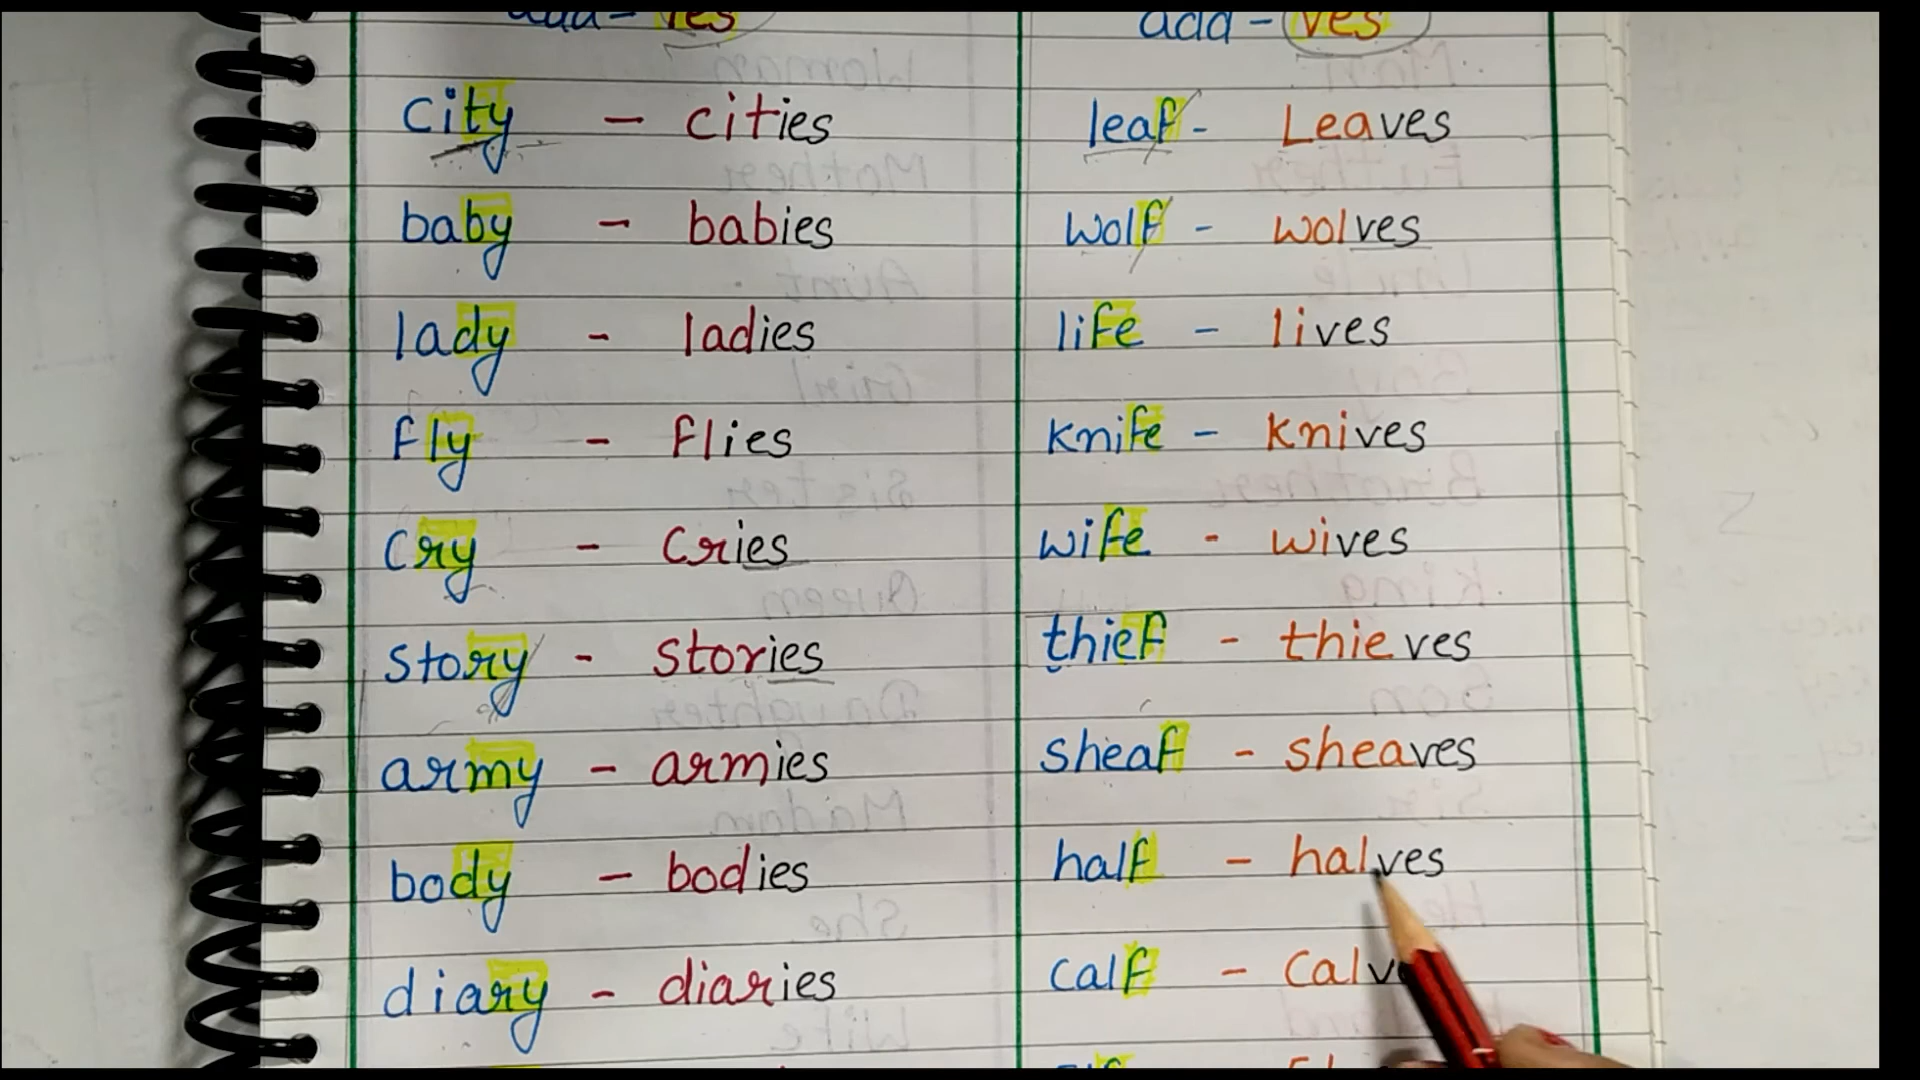 add - ies add - ves
city - cities leaf - Leaves
baby - babies wolf - wolves
lady - ladies life - lives
fly - flies knife - knives
cry - cries wife - wives
story - stories thief - thieves
army - armies sheaf - sheaves
body - bodies half - halves
diary - diaries calf - Calv